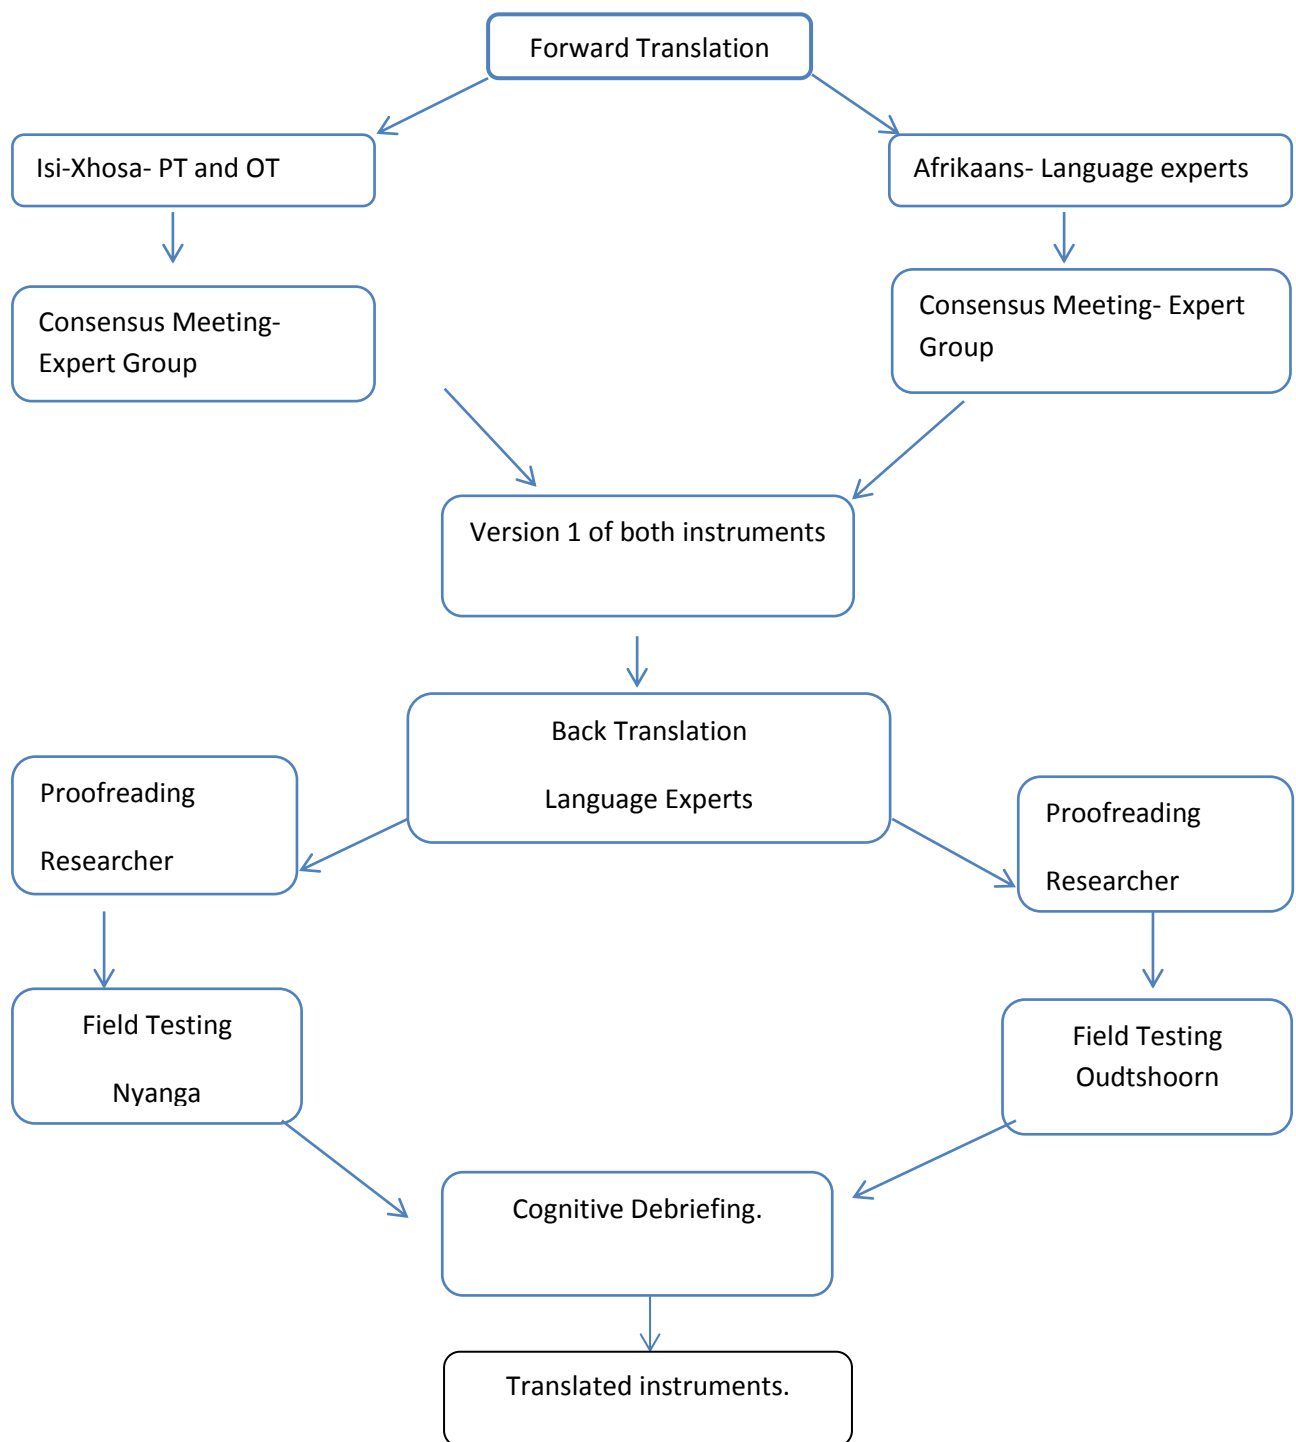 Forward Translation
Isi-Xhosa- PT and OT
Afrikaans- Language experts
Consensus Meeting-
Expert Group
Consensus Meeting- Expert
Group
Version 1 of both instruments
Back Translation
Language Experts
Proofreading
Researcher
Proofreading
Researcher
Field Testing
Nyanga
Field Testing
Oudtshoorn
Cognitive Debriefing.
Translated instruments.